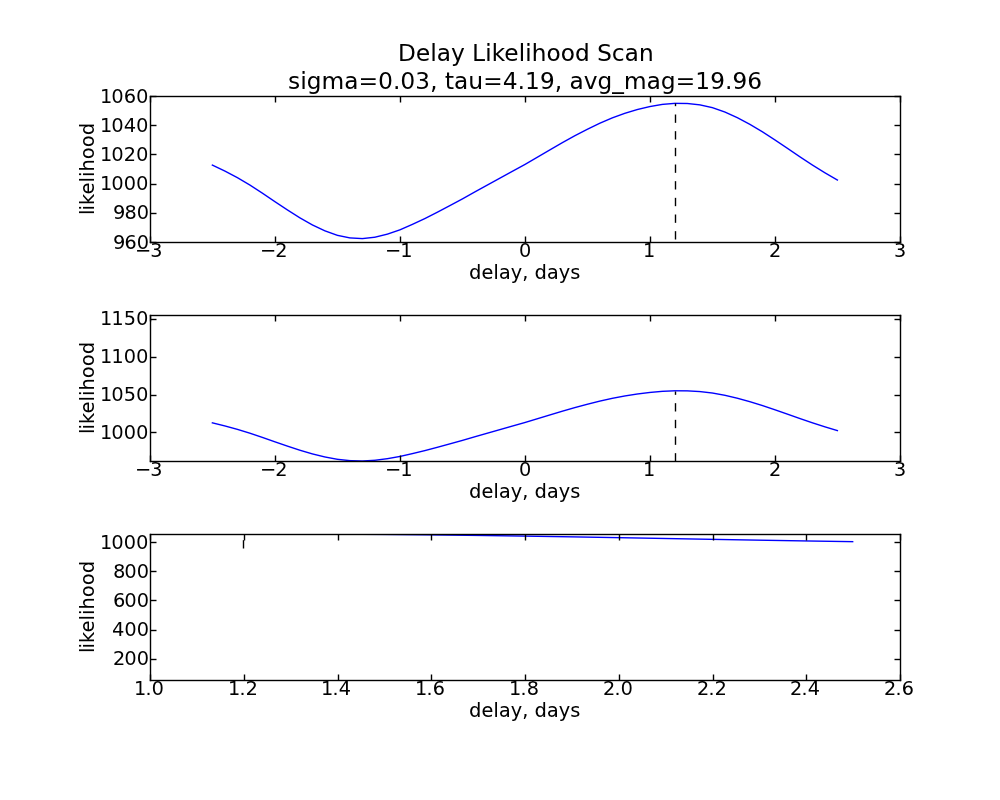 Delay Likelihood Scan
sigma=0.03, tau=4.19, avg_mag=19.96
likelihood
1060
1040
1020
1000
980
960
−3 −2 −1 0 1 2 3
delay, days
likelihood
1150
1100
1050
1000
−3 −2 −1 0 1 2 3
delay, days
likelihood
1000
800
600
400
200
1.0 1.2 1.4 1.6 1.8 2.0 2.2 2.4 2.6
delay, days